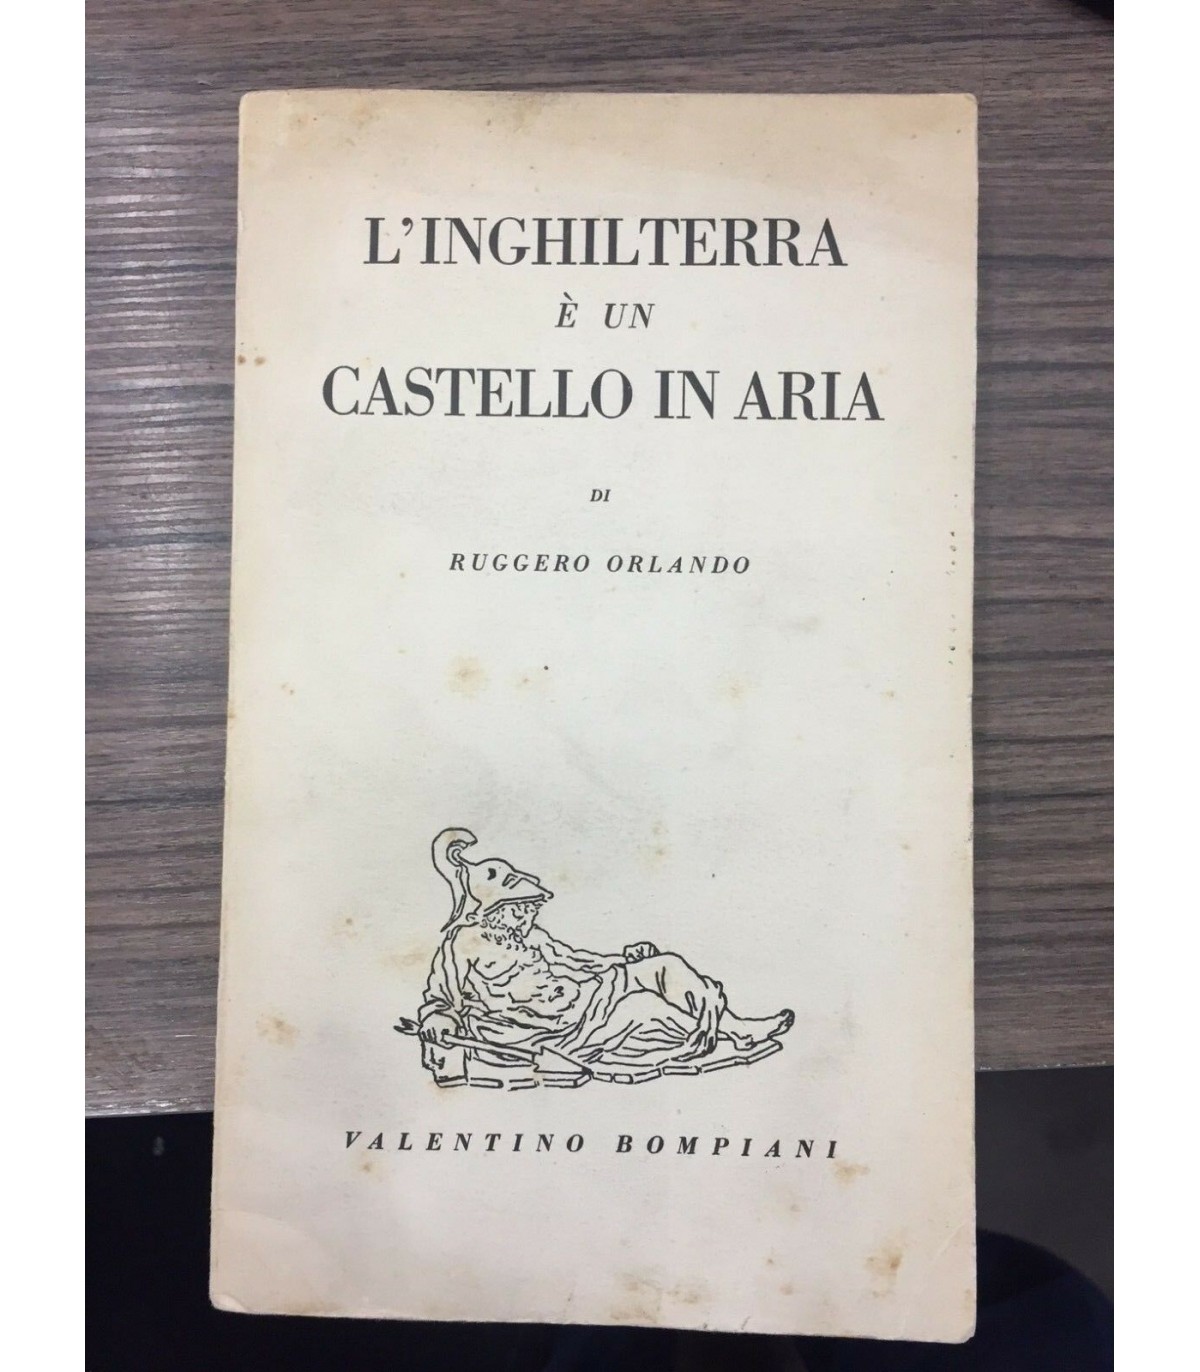 L'INGHILTERRA
È UN
CASTELLO IN ARIA
DI
RUGGERO ORLANDO
VALENTINO BOMPIANI